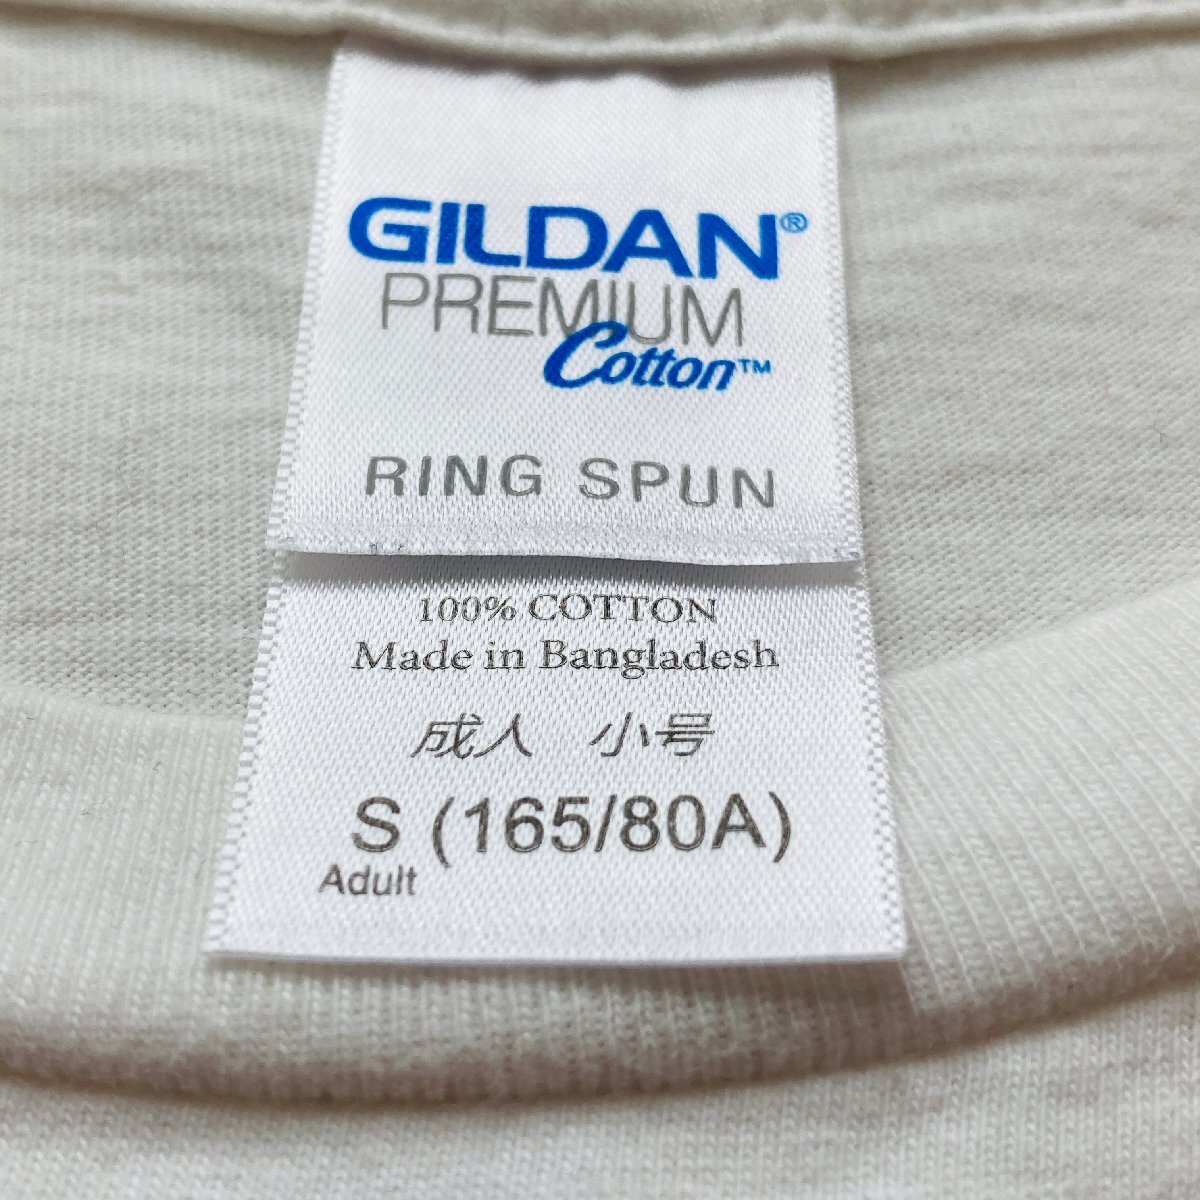 GILDAN®
PREMIUM
Cotton™
RING SPUN
100% COTTON
Made in Bangladesh
成人 小号
S (165/80A)
Adult